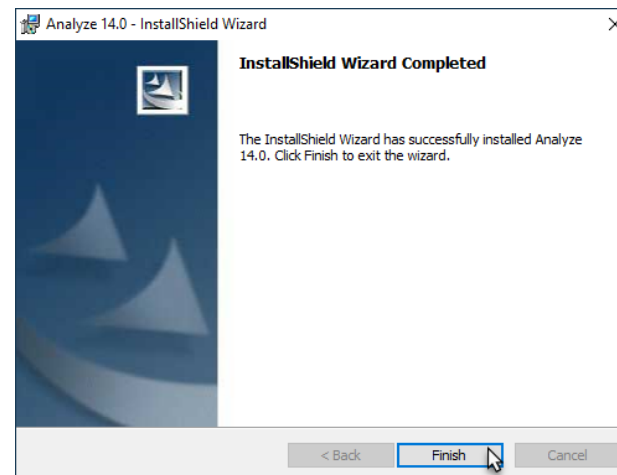 Analyze 14.0 - InstallShield Wizard
InstallShield Wizard Completed
The InstallShield Wizard has successfully installed Analyze
14.0. Click Finish to exit the wizard.
< Back Finish Cancel